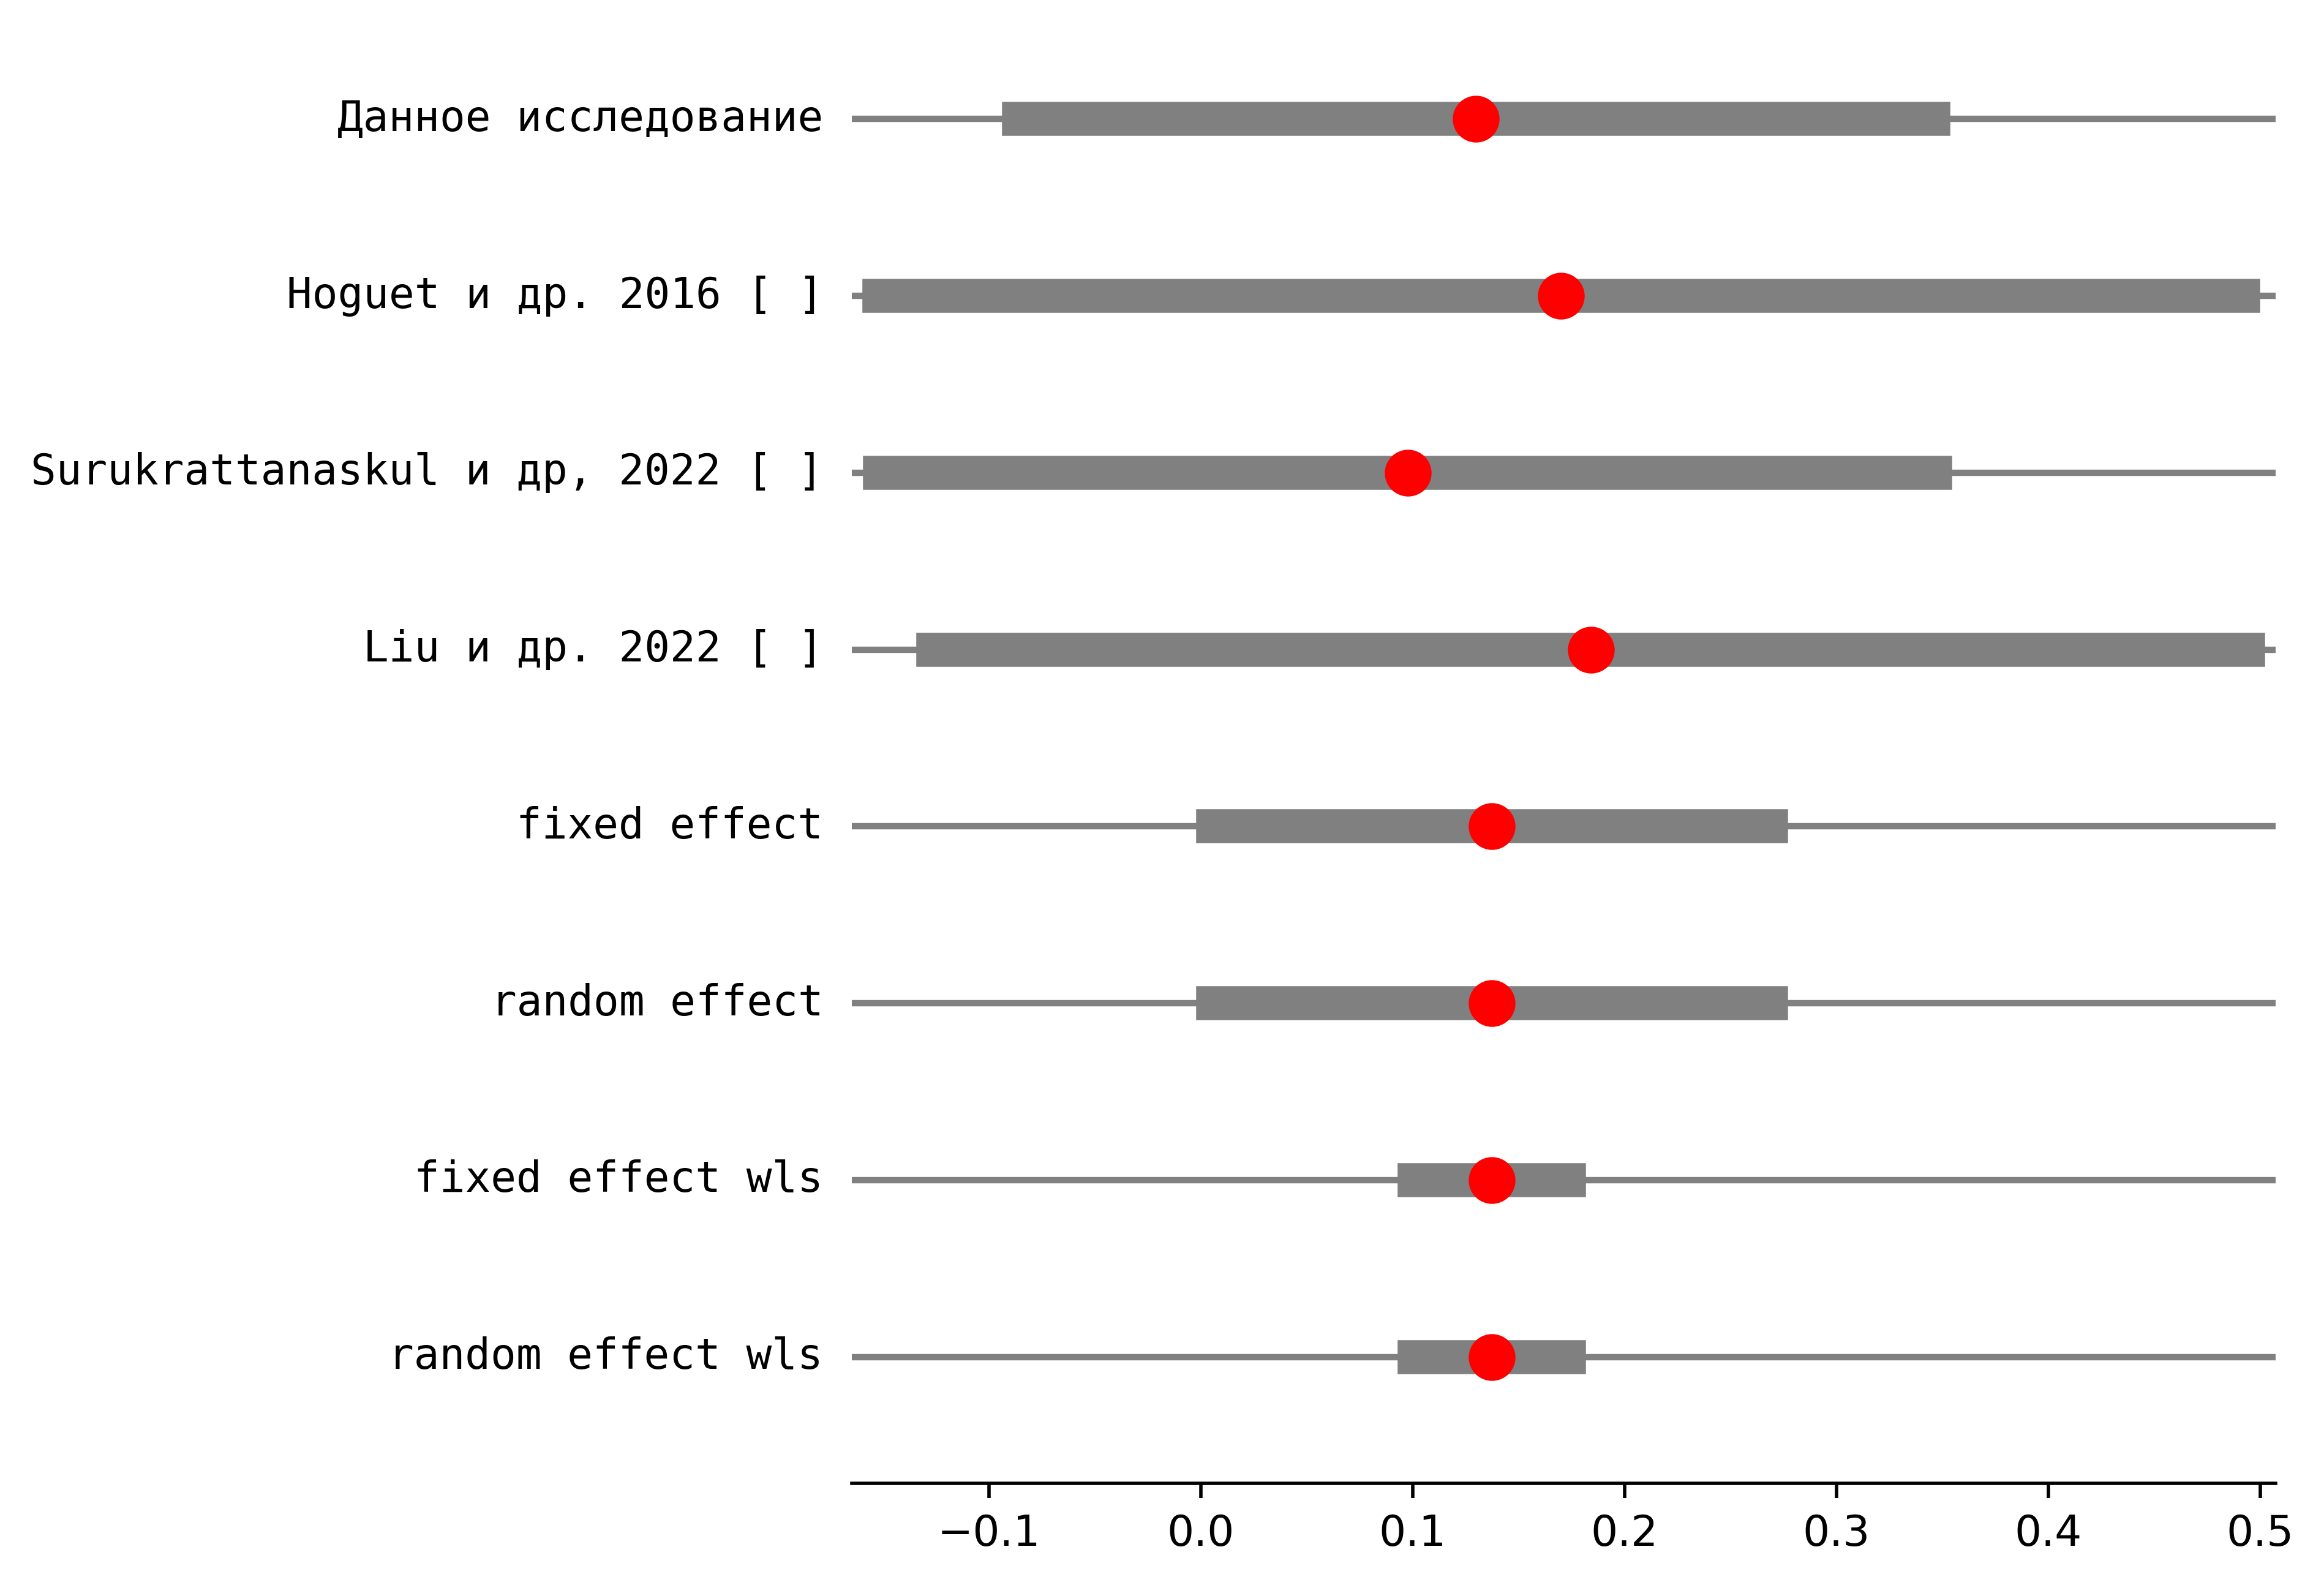 Данное исследование
Hoguet и др. 2016 [ ]
Surukrattanaskul и др, 2022 [ ]
Liu и др. 2022 [ ]
fixed effect
random effect
fixed effect wls
random effect wls
−0.1 0.0 0.1 0.2 0.3 0.4 0.5